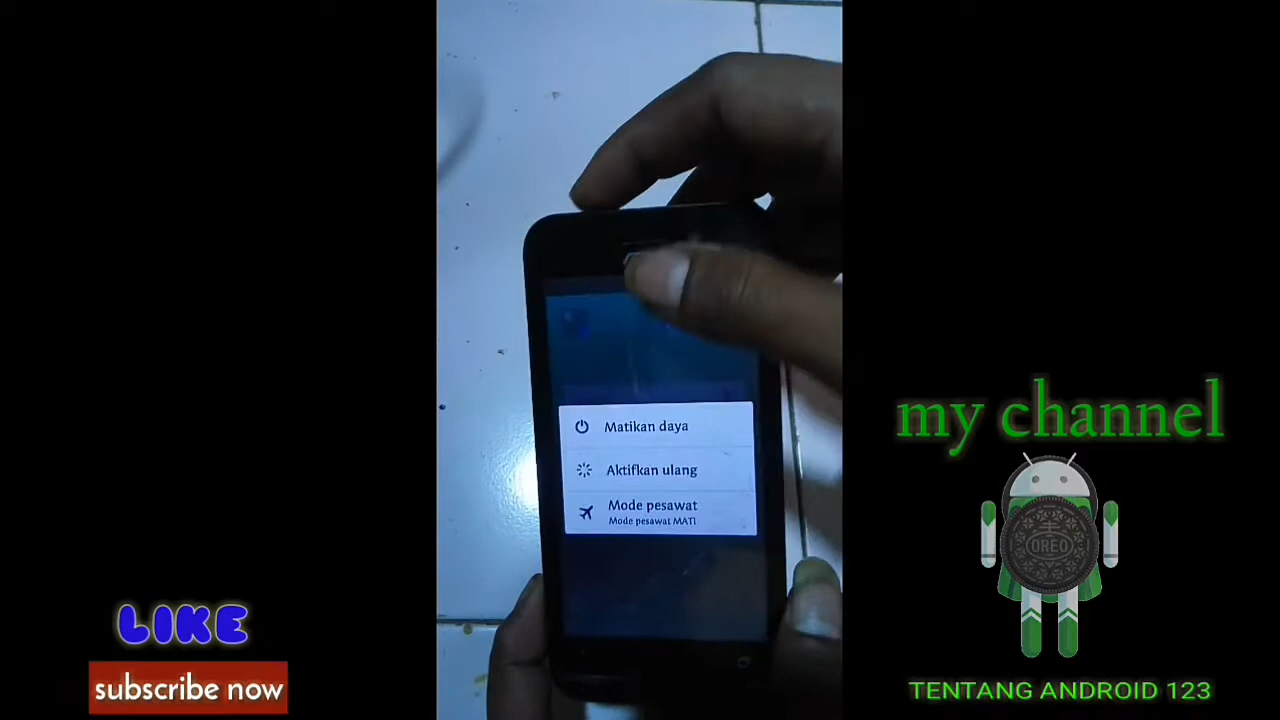 Matikan daya
Aktifkan ulang
Mode pesawat
Mode pesawat MATI
my channel
OREO
LIKE
subscribe now
TENTANG ANDROID 123